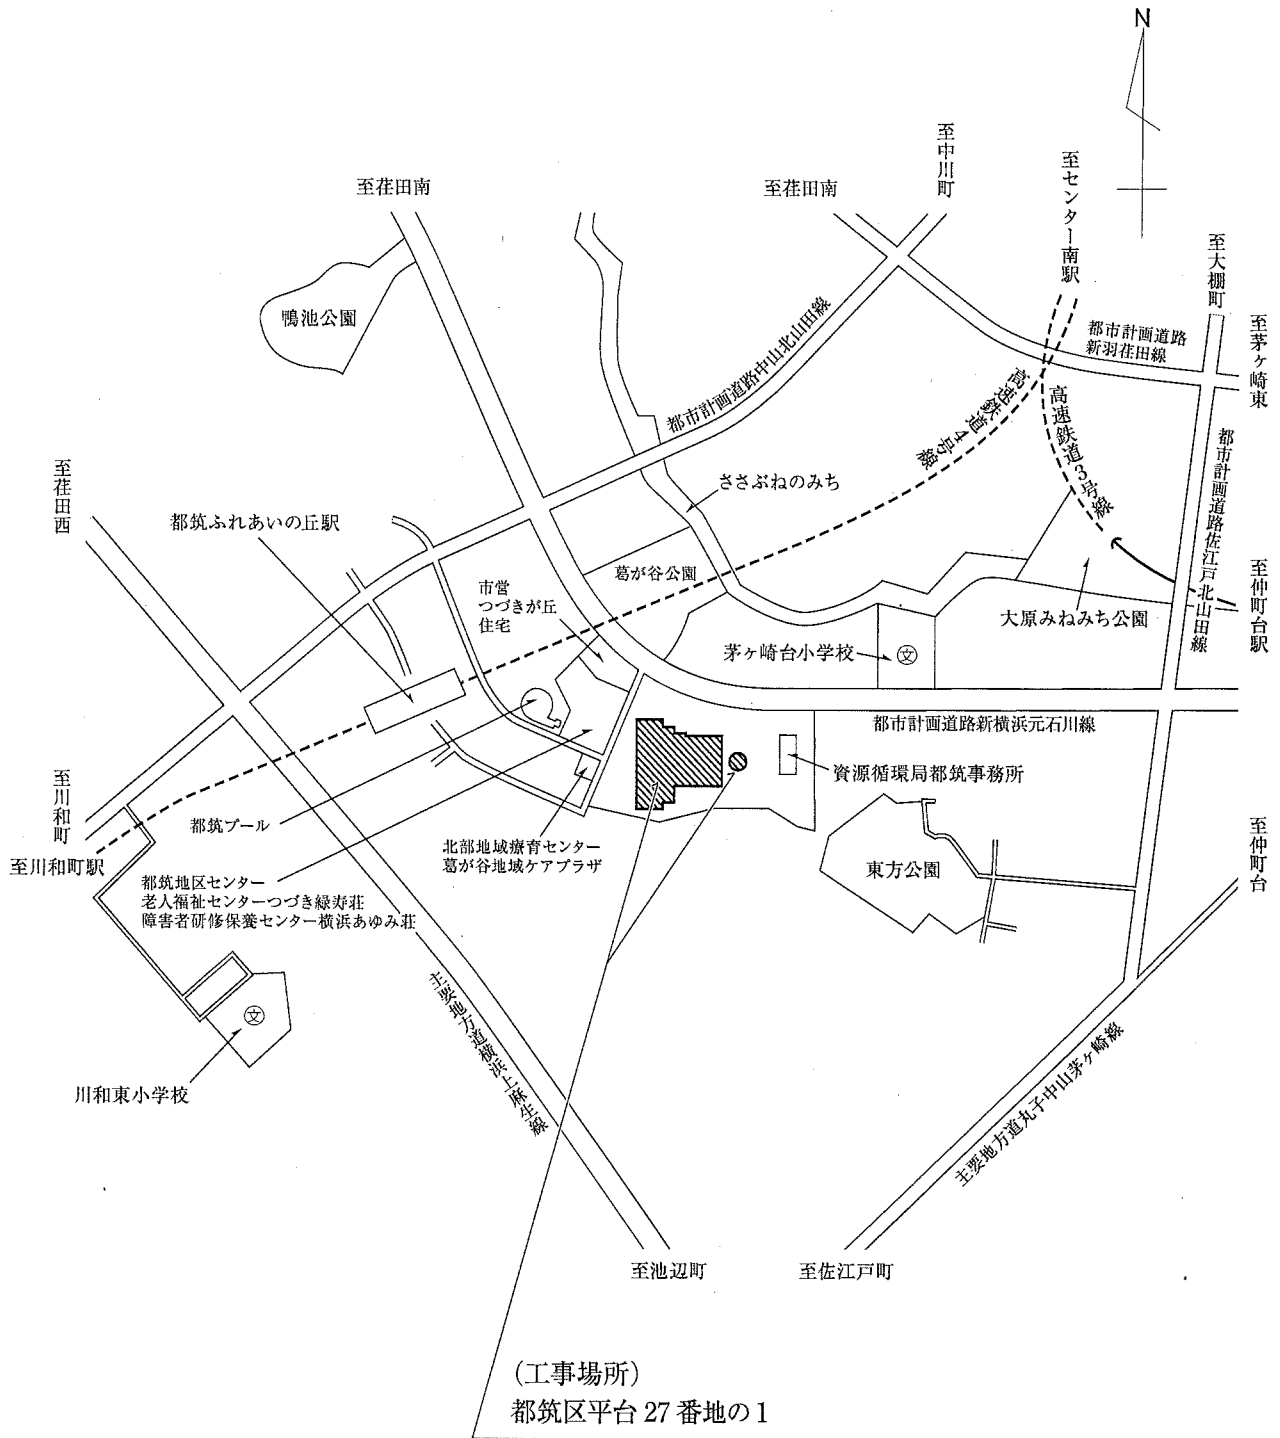 N
至中川町
至荏田南
至荏田南
至センター南駅
至大棚町
鴨池公園
都市計画道路中山北山田線
都市計画道路
新羽荏田線
至茅ヶ崎東
高速鉄道4号線
高速鉄道3号線
都市計画道路佐江戸北山田線
至荏田西
ささぶねのみち
都筑ふれあいの丘駅
葛が谷公園
市営
つづきが丘
住宅
至仲町台駅
大原みねみち公園
茅ヶ崎台小学校
文
都市計画道路新横浜元石川線
資源循環局都筑事務所
至川和町
都筑プール
至川和町駅
北部地域療育センター
葛が谷地域ケアプラザ
至仲町台
東方公園
都筑地区センター
老人福祉センターつづき緑寿荘
障害者研修保養センター横浜あゆみ荘
主要地方道横浜上麻生線
文
川和東小学校
主要地方道丸子中山茅ヶ崎線
至池辺町
至佐江戸町
(工事場所)
都筑区平台27番地の1